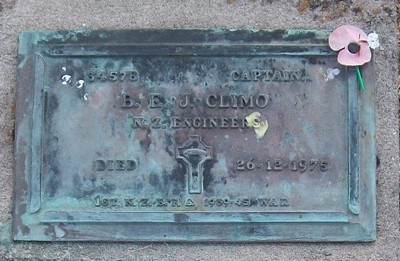 34578 CAPTAIN
B. E. J. CLIMO
N.Z. ENGINEERS
DIED 26-12-1975
1ST. N.Z.E.F. 1939-45 WAR